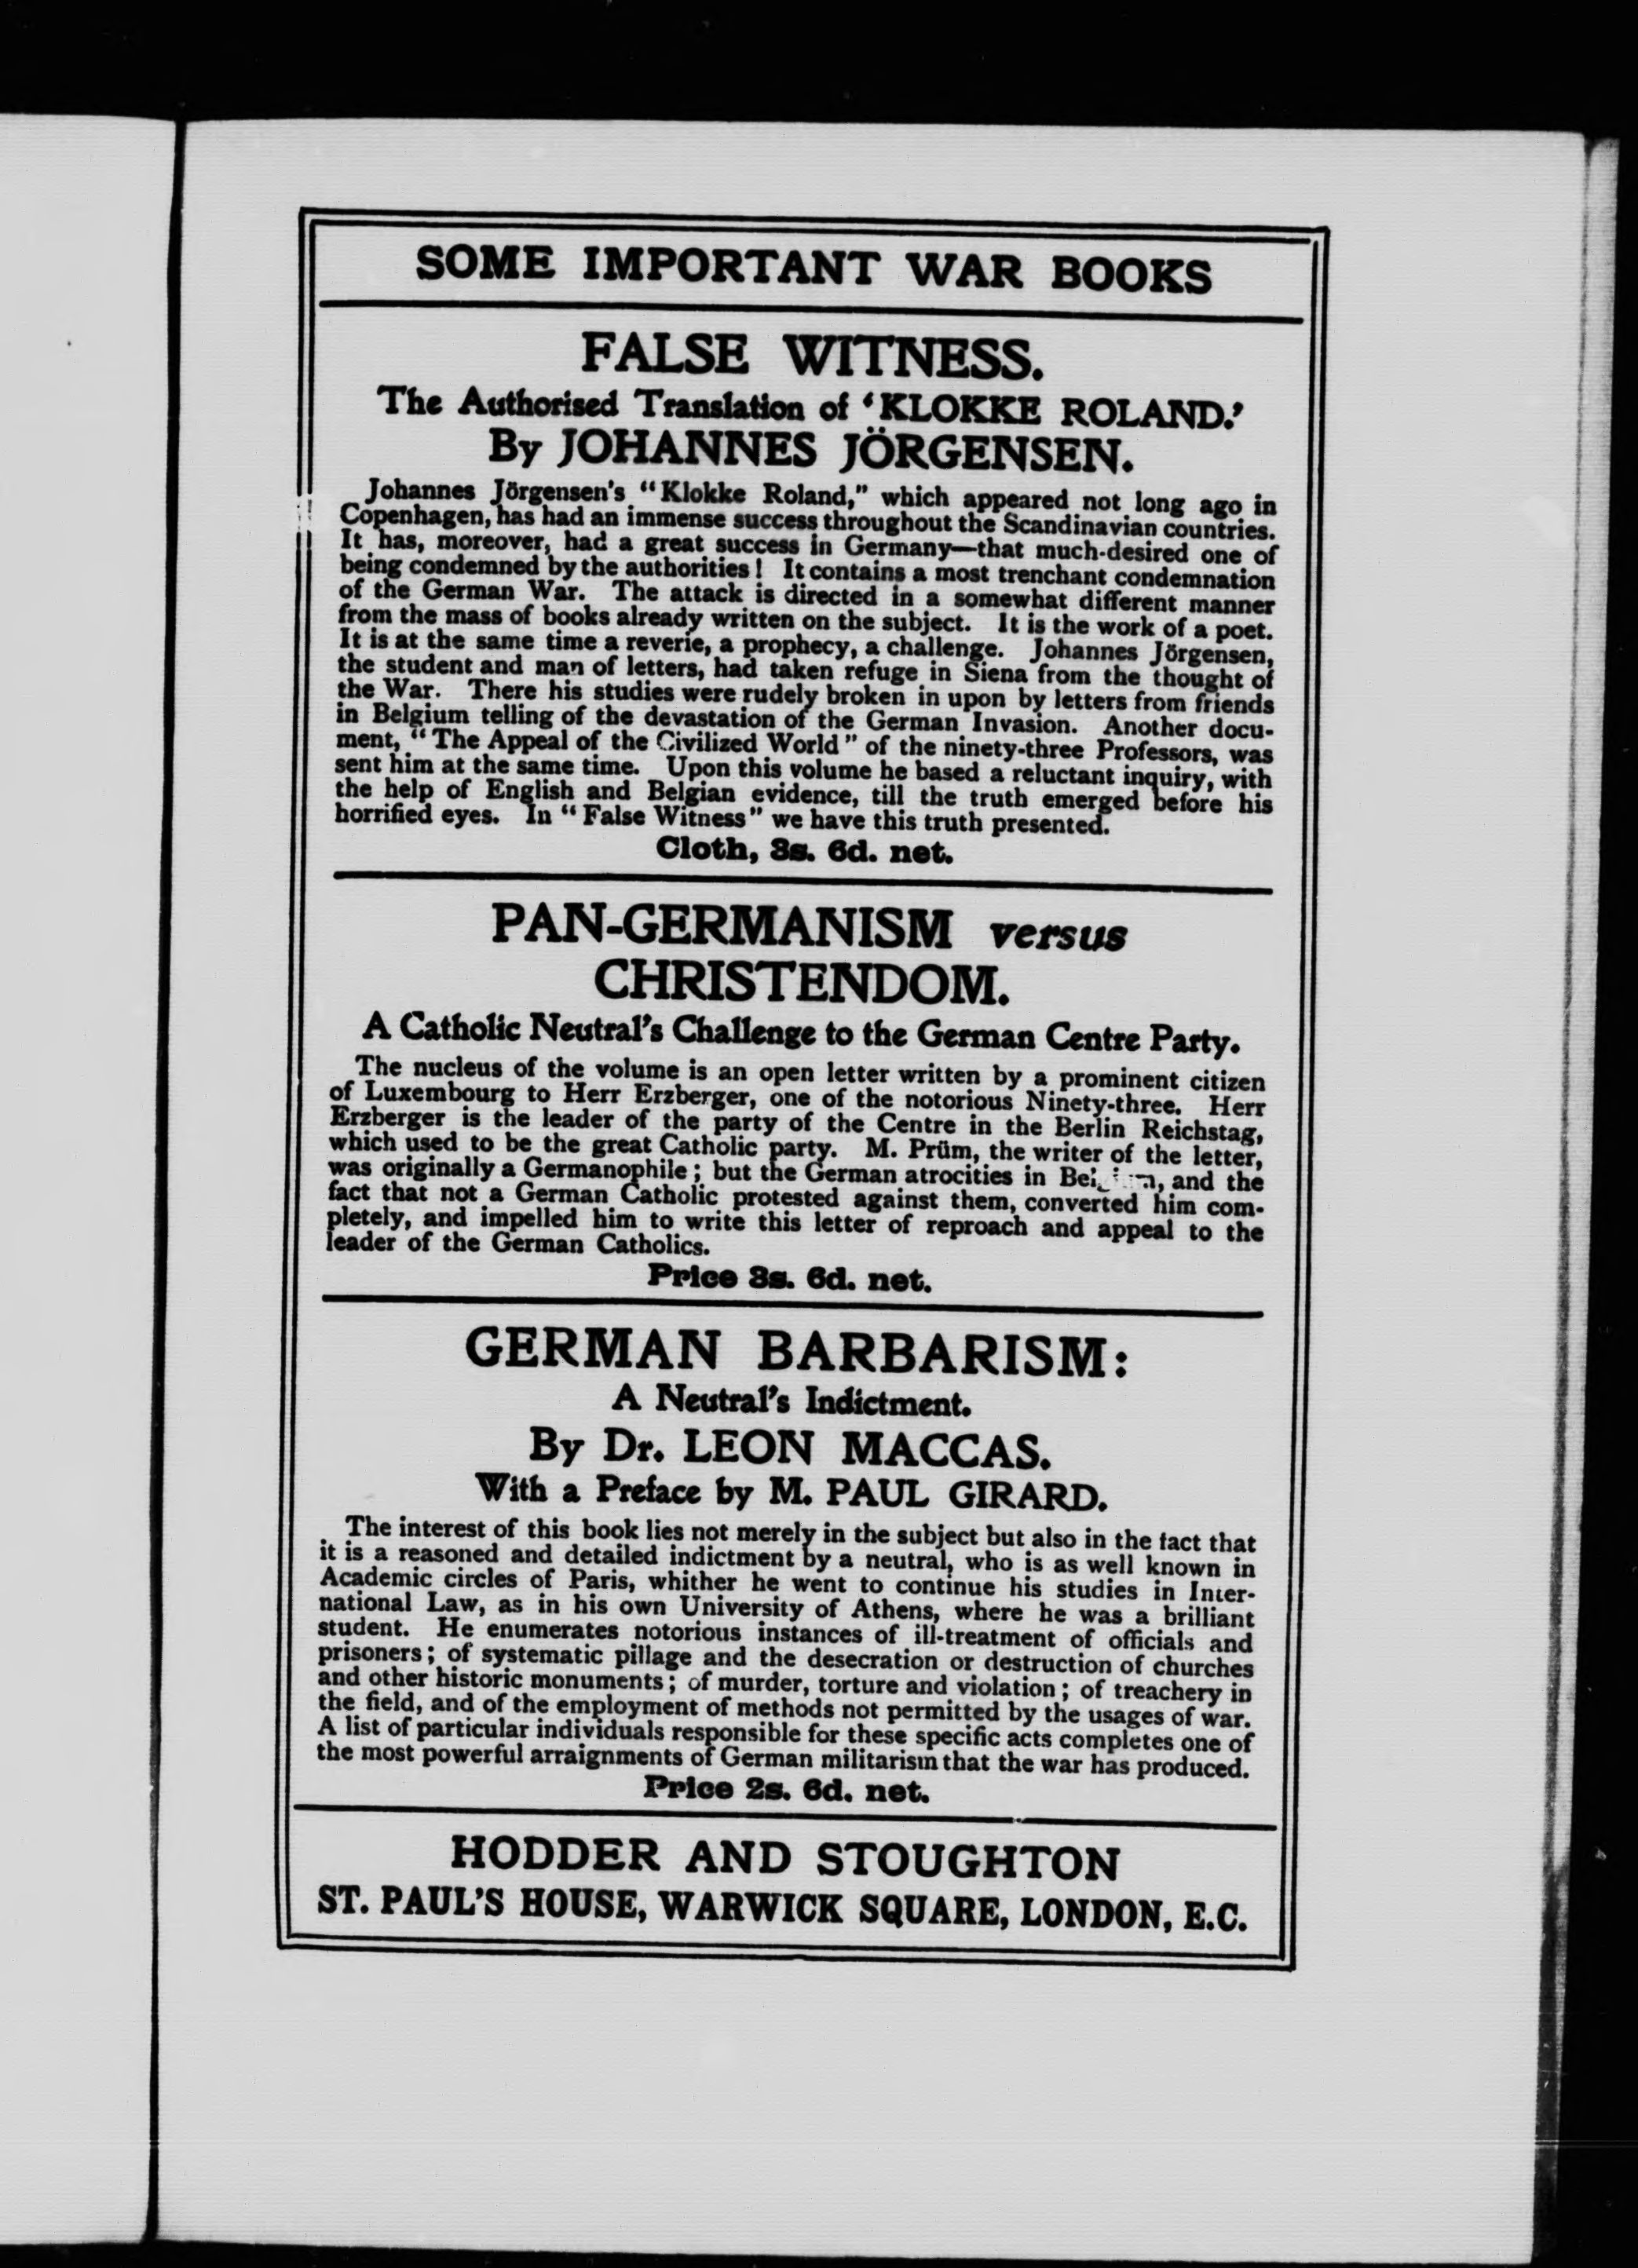 SOME IMPORTANT WAR BOOKS
FALSE WITNESS.
The Authorised Translation of ‘KLOKKE ROLAND.’
By JOHANNES JÖRGENSEN.
Johannes Jörgensen's “Klokke Roland,” which appeared not long ago in
Copenhagen, has had an immense success throughout the Scandinavian countries.
It has, moreover, had a great success in Germany—that much-desired one of
being condemned by the authorities! It contains a most trenchant condemnation
of the German War. The attack is directed in a somewhat different manner
from the mass of books already written on the subject. It is the work of a poet.
It is at the same time a reverie, a prophecy, a challenge. Johannes Jörgensen,
the student and man of letters, had taken refuge in Siena from the thought of
the War. There his studies were rudely broken in upon by letters from friends
in Belgium telling of the devastation of the German Invasion. Another docu-
ment, “The Appeal of the Civilized World” of the ninety-three Professors, was
sent him at the same time. Upon this volume he based a reluctant inquiry, with
the help of English and Belgian evidence, till the truth emerged before his
horrified eyes. In “False Witness” we have this truth presented.
Cloth, 3s. 6d. net.
PAN-GERMANISM versus
CHRISTENDOM.
A Catholic Neutral's Challenge to the German Centre Party.
The nucleus of the volume is an open letter written by a prominent citizen
of Luxembourg to Herr Erzberger, one of the notorious Ninety-three. Herr
Erzberger is the leader of the party of the Centre in the Berlin Reichstag,
which used to be the great Catholic party. M. Prüm, the writer of the letter,
was originally a Germanophile; but the German atrocities in Belgium, and the
fact that not a German Catholic protested against them, converted him com-
pletely, and impelled him to write this letter of reproach and appeal to the
leader of the German Catholics.
Price 3s. 6d. net.
GERMAN BARBARISM:
A Neutral's Indictment.
By Dr. LEON MACCAS.
With a Preface by M. PAUL GIRARD.
The interest of this book lies not merely in the subject but also in the fact that
it is a reasoned and detailed indictment by a neutral, who is as well known in
Academic circles of Paris, whither he went to continue his studies in Inter-
national Law, as in his own University of Athens, where he was a brilliant
student. He enumerates notorious instances of ill-treatment of officials and
prisoners; of systematic pillage and the desecration or destruction of churches
and other historic monuments; of murder, torture and violation; of treachery in
the field, and of the employment of methods not permitted by the usages of war.
A list of particular individuals responsible for these specific acts completes one of
the most powerful arraignments of German militarism that the war has produced.
Price 2s. 6d. net.
HODDER AND STOUGHTON
ST. PAUL'S HOUSE, WARWICK SQUARE, LONDON, E.C.